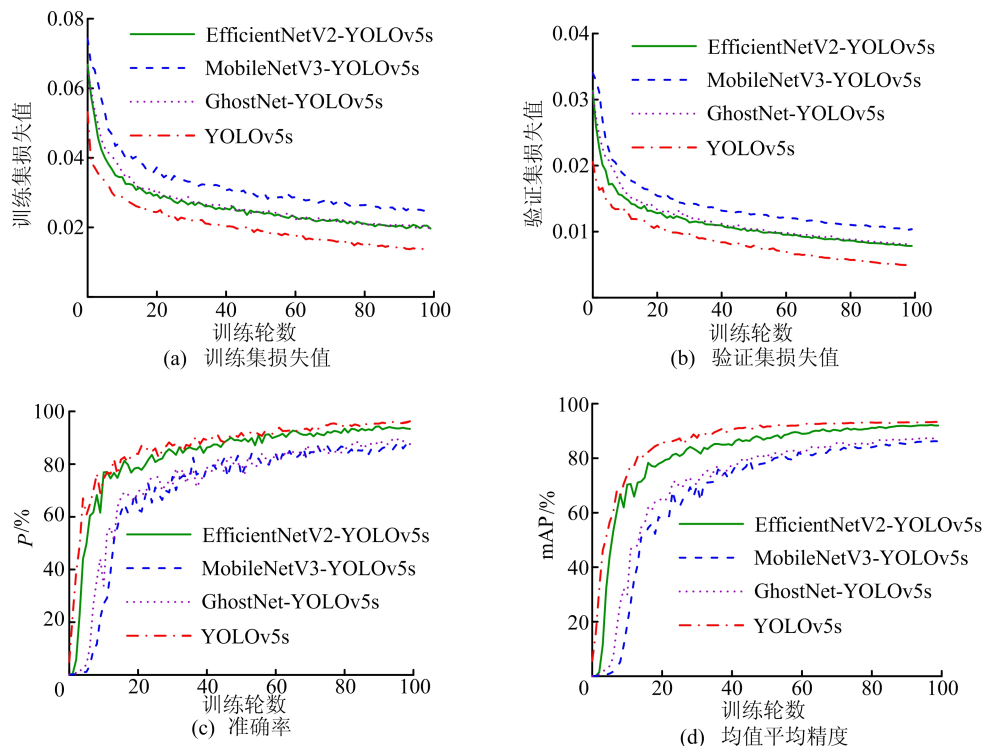 0.08
0.06
0.04
0.02
训练集损失值
EfficientNetV2-YOLOv5s
MobileNetV3-YOLOv5s
GhostNet-YOLOv5s
YOLOv5s
0 20 40 60 80 100
训练轮数
(a) 训练集损失值
0.04
0.03
0.02
0.01
验证集损失值
EfficientNetV2-YOLOv5s
MobileNetV3-YOLOv5s
GhostNet-YOLOv5s
YOLOv5s
0 20 40 60 80 100
训练轮数
(b) 验证集损失值
100
80
60
40
20
P/%
EfficientNetV2-YOLOv5s
MobileNetV3-YOLOv5s
GhostNet-YOLOv5s
YOLOv5s
0 20 40 60 80 100
训练轮数
(c) 准确率
100
80
60
40
20
mAP/%
EfficientNetV2-YOLOv5s
MobileNetV3-YOLOv5s
GhostNet-YOLOv5s
YOLOv5s
0 20 40 60 80 100
训练轮数
(d) 均值平均精度